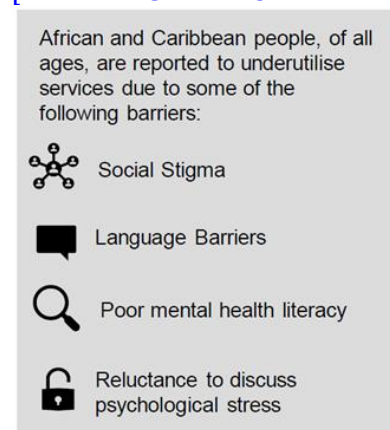 African and Caribbean people, of all
ages, are reported to underutilise
services due to some of the
following barriers:
Social Stigma
Language Barriers
Poor mental health literacy
Reluctance to discuss
psychological stress